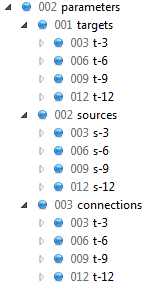 002 parameters
001 targets
003 t-3
006 t-6
009 t-9
012 t-12
002 sources
003 s-3
006 s-6
009 s-9
012 s-12
003 connections
003 t-3
006 t-6
009 t-9
012 t-12